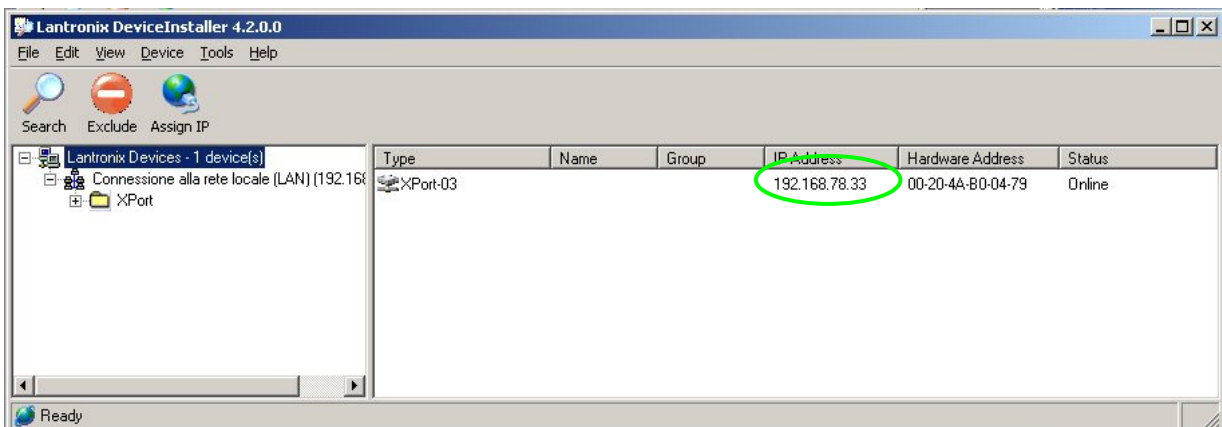 Lantronix DeviceInstaller 4.2.0.0
File Edit View Device Tools Help
Search Exclude Assign IP
Lantronix Devices - 1 device(s)
Connessione alla rete locale (LAN) (192.168
XPort
Type Name Group IP Address Hardware Address Status
XPort-03 192.168.78.33 00-20-4A-B0-04-79 Online
Ready